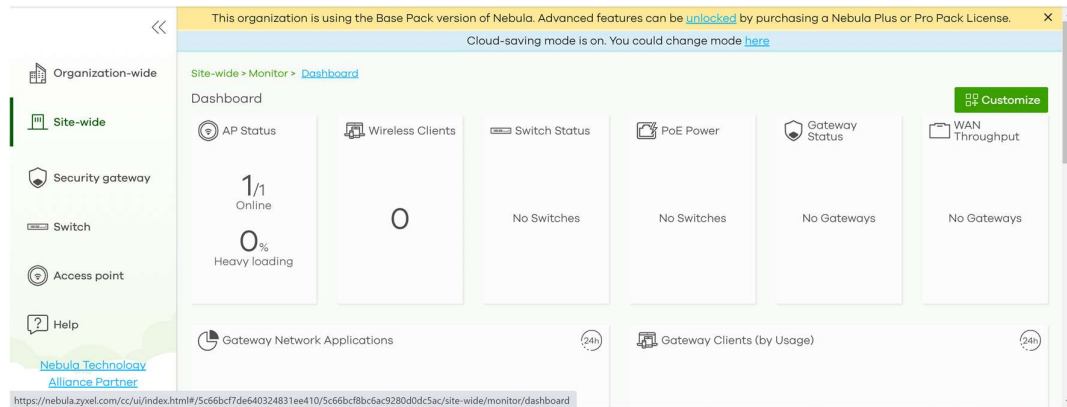 This organization is using the Base Pack version of Nebula. Advanced features can be unlocked by purchasing a Nebula Plus or Pro Pack License.
Cloud-saving mode is on. You could change mode here
Organization-wide
Site-wide
Security gateway
Switch
Access point
Help
Nebula Technology
Alliance Partner
Site-wide > Monitor > Dashboard
Dashboard
Customize
AP Status
1/1
Online
0%
Heavy loading
Wireless Clients
0
Switch Status
No Switches
PoE Power
No Switches
Gateway
Status
No Gateways
WAN
Throughput
No Gateways
Gateway Network Applications
24h
Gateway Clients (by Usage)
24h
https://nebula.zyxel.com/cc/ui/index.html#/5c66bcf7de640324831ee410/5c66bcf8bc6ac9280d0dc5ac/site-wide/monitor/dashboard